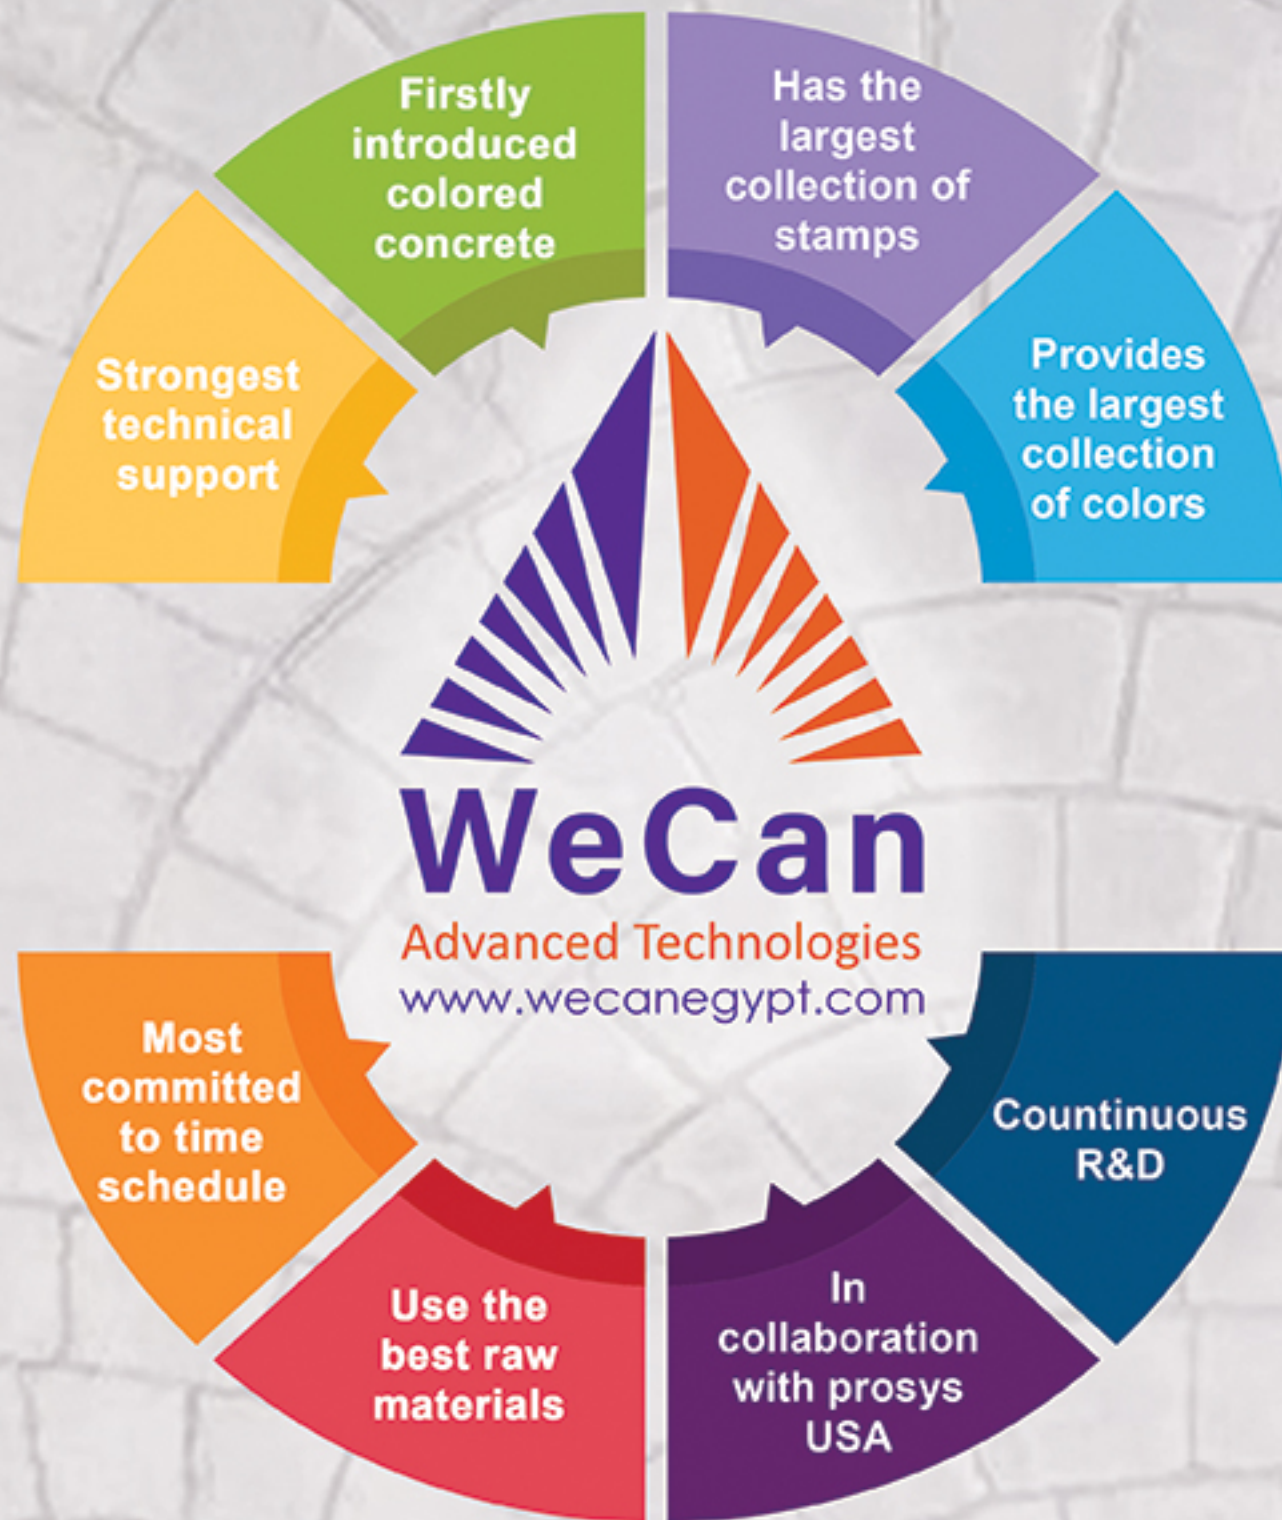 Firstly
introduced
colored
concrete
Has the
largest
collection of
stamps
Strongest
technical
support
Provides
the largest
collection
of colors
WeCan
Advanced Technologies
www.wecanegypt.com
Most
committed
to time
schedule
Countinuous
R&D
Use the
best raw
materials
In
collaboration
with prosys
USA